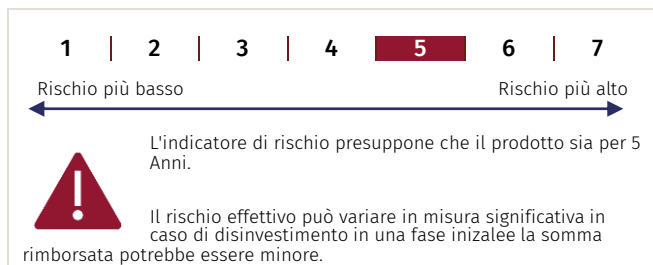 1 2 3 4 5 6 7
Rischio più basso Rischio più alto
L'indicatore di rischio presuppone che il prodotto sia per 5
Anni.
Il rischio effettivo può variare in misura significativa in
caso di disinvestimento in una fase inizalee la somma
rimborsata potrebbe essere minore.